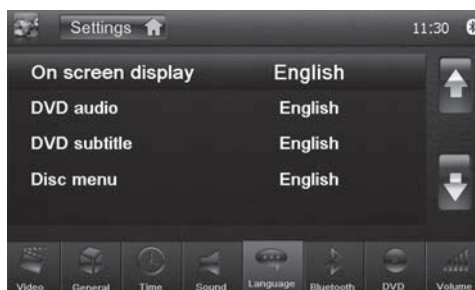 Settings 11:30
On screen display English
DVD audio English
DVD subtitle English
Disc menu English
Video General Time Sound Language Bluetooth DVD Volume